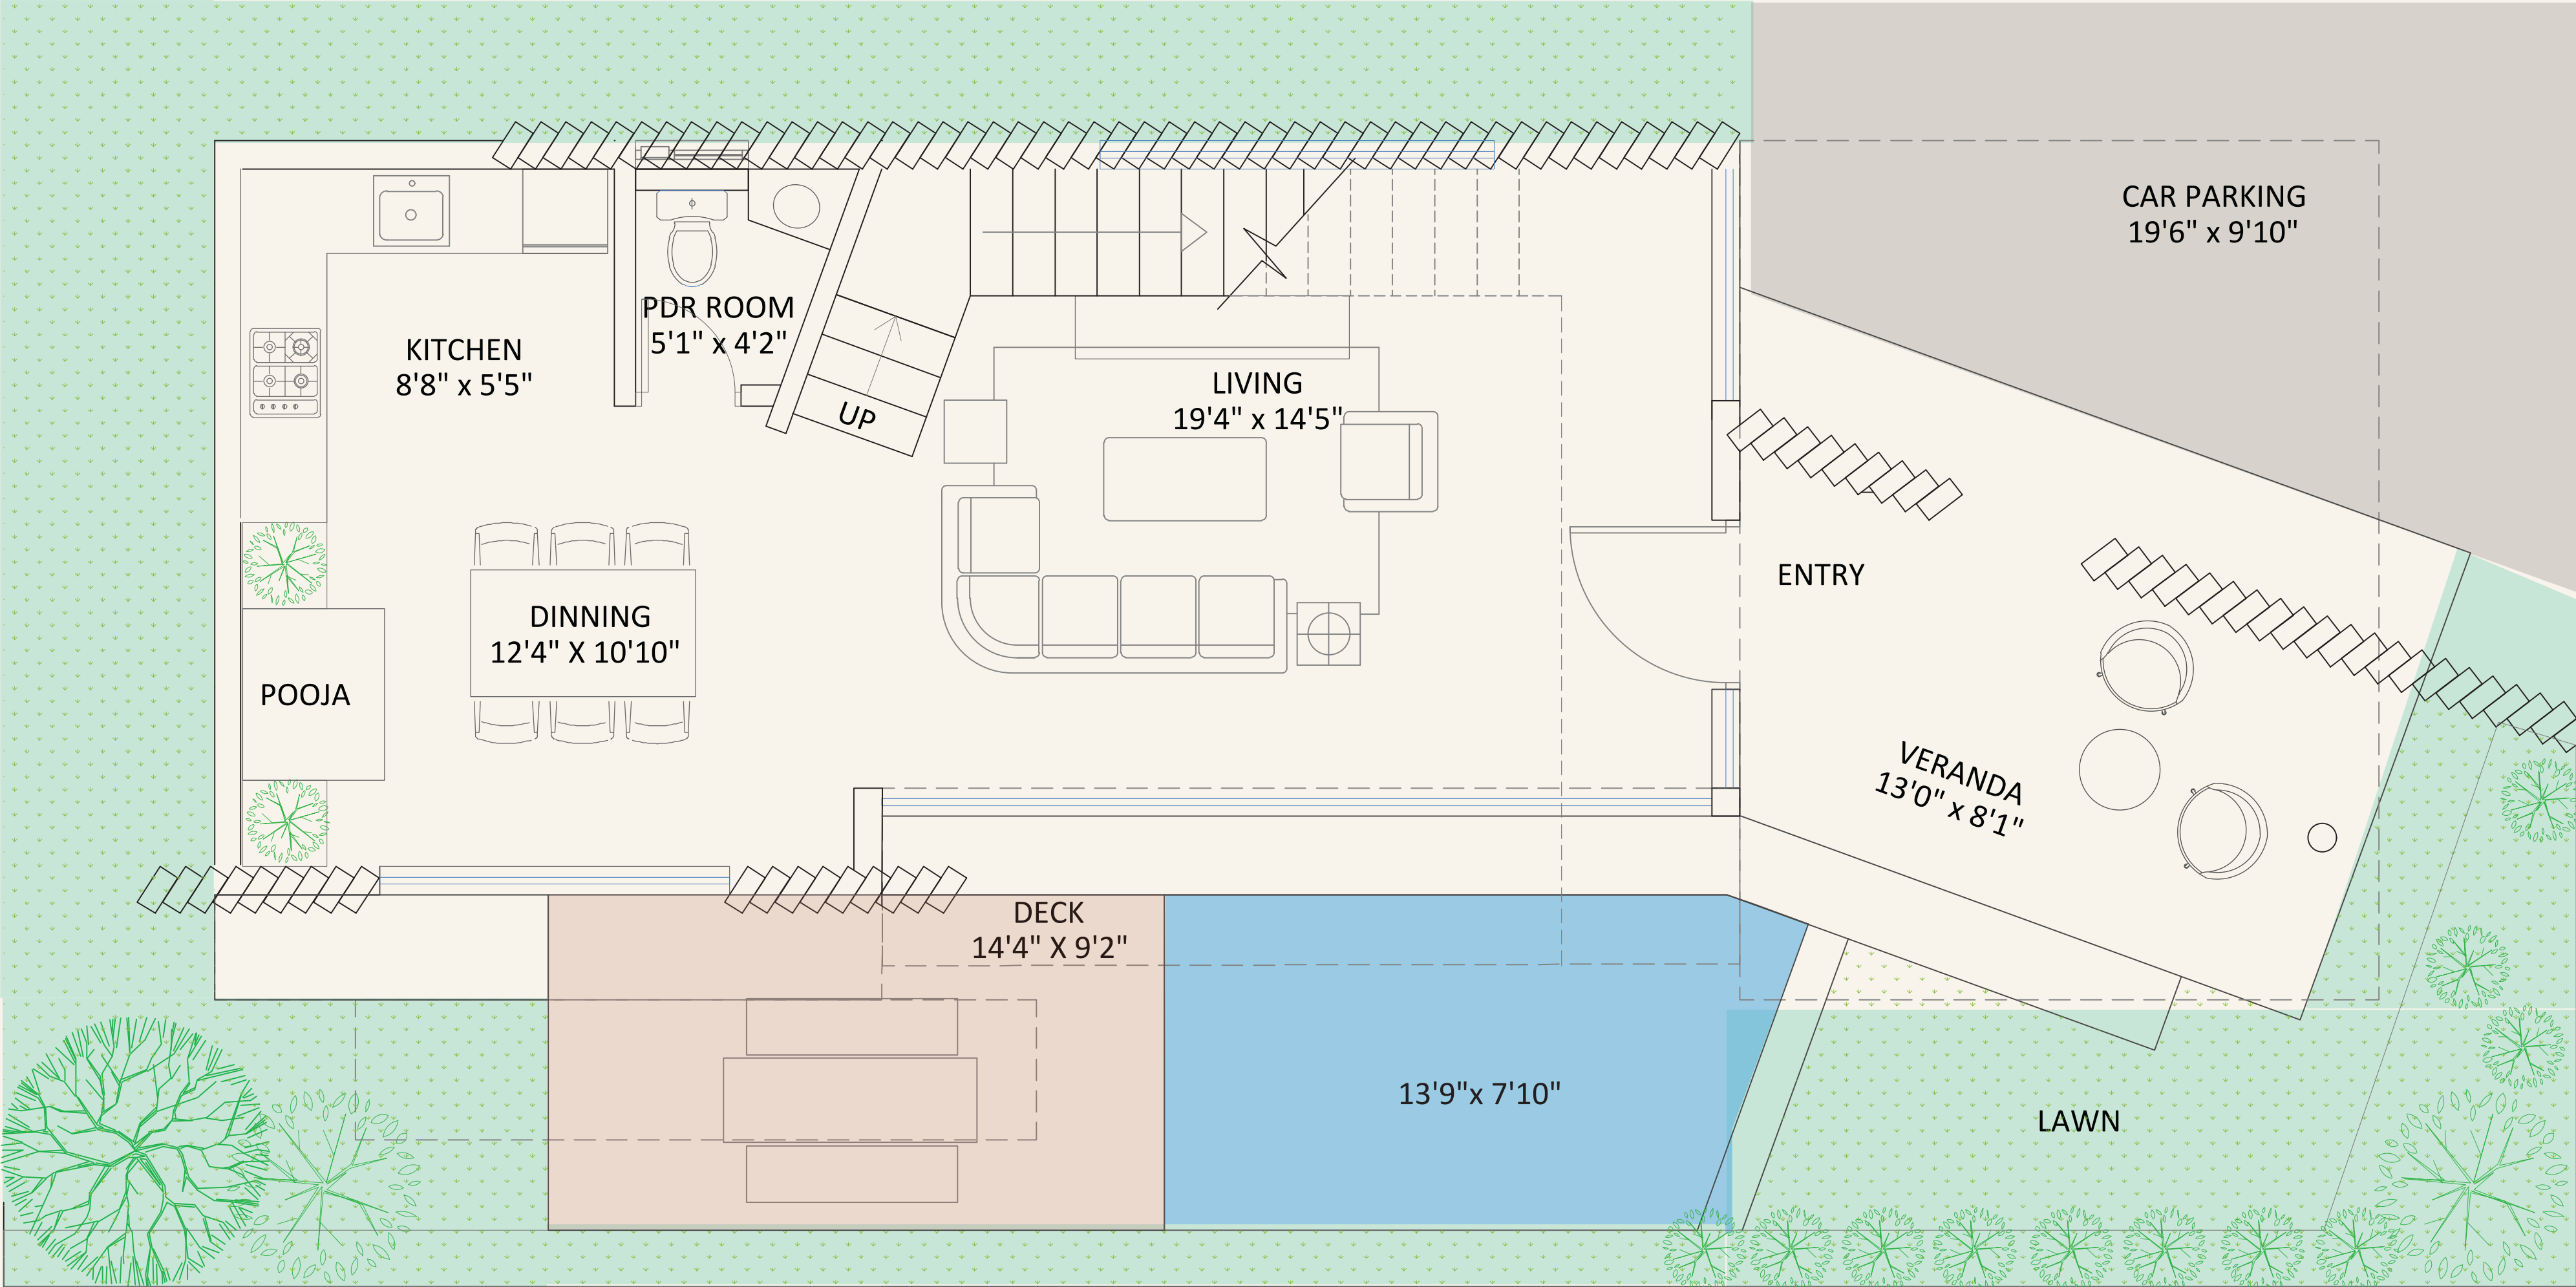 CAR PARKING
19'6" x 9'10"
PDR ROOM
5'1" x 4'2"
KITCHEN
8'8" x 5'5"
LIVING
19'4" x 14'5"
UP
ENTRY
DINNING
12'4" X 10'10"
POOJA
VERANDA
13'0" x 8'1"
DECK
14'4" X 9'2"
13'9"x 7'10"
LAWN